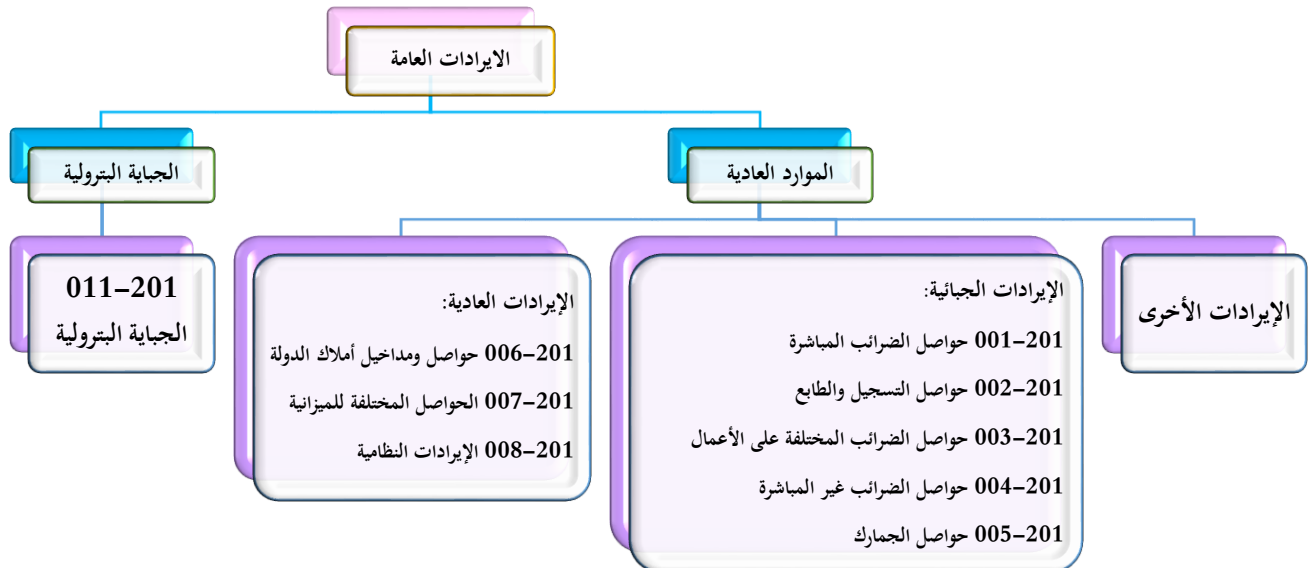 الايرادات العامة
الموارد العادية
الجباية البترولية
الإيرادات الأخرى
الإيرادات الجبائية:
201–001 حواصل الضرائب المباشرة
201–002 حواصل التسجيل والطابع
201–003 حواصل الضرائب المختلفة على الأعمال
201–004 حواصل الضرائب غير المباشرة
201–005 حواصل الجمارك
الإيرادات العادية:
201–006 حواصل ومداخيل أملاك الدولة
201–007 الحواصل المختلفة للميزانية
201–008 الإيرادات النظامية
201–011
الجباية البترولية